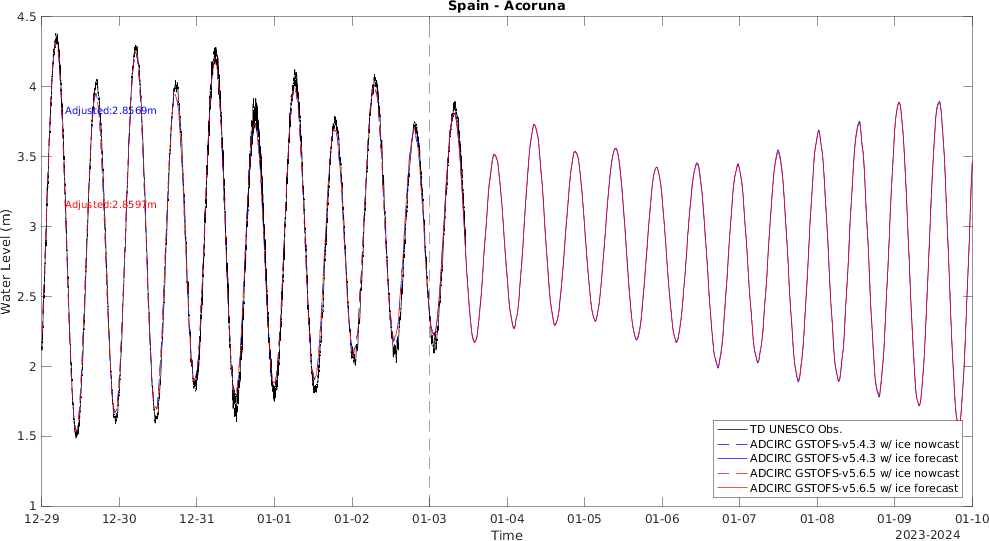 Spain - Acoruna
4.5
4
3.5
3
2.5
2
1.5
1
Water Level (m)
Adjusted:2.8569m
Adjusted:2.8597m
TD UNESCO Obs.
ADCIRC GSTOFS-v5.4.3 w/ ice nowcast
ADCIRC GSTOFS-v5.4.3 w/ ice forecast
ADCIRC GSTOFS-v5.6.5 w/ ice nowcast
ADCIRC GSTOFS-v5.6.5 w/ ice forecast
12-29 12-30 12-31 01-01 01-02 01-03 01-04 01-05 01-06 01-07 01-08 01-09 01-10
Time
2023-2024